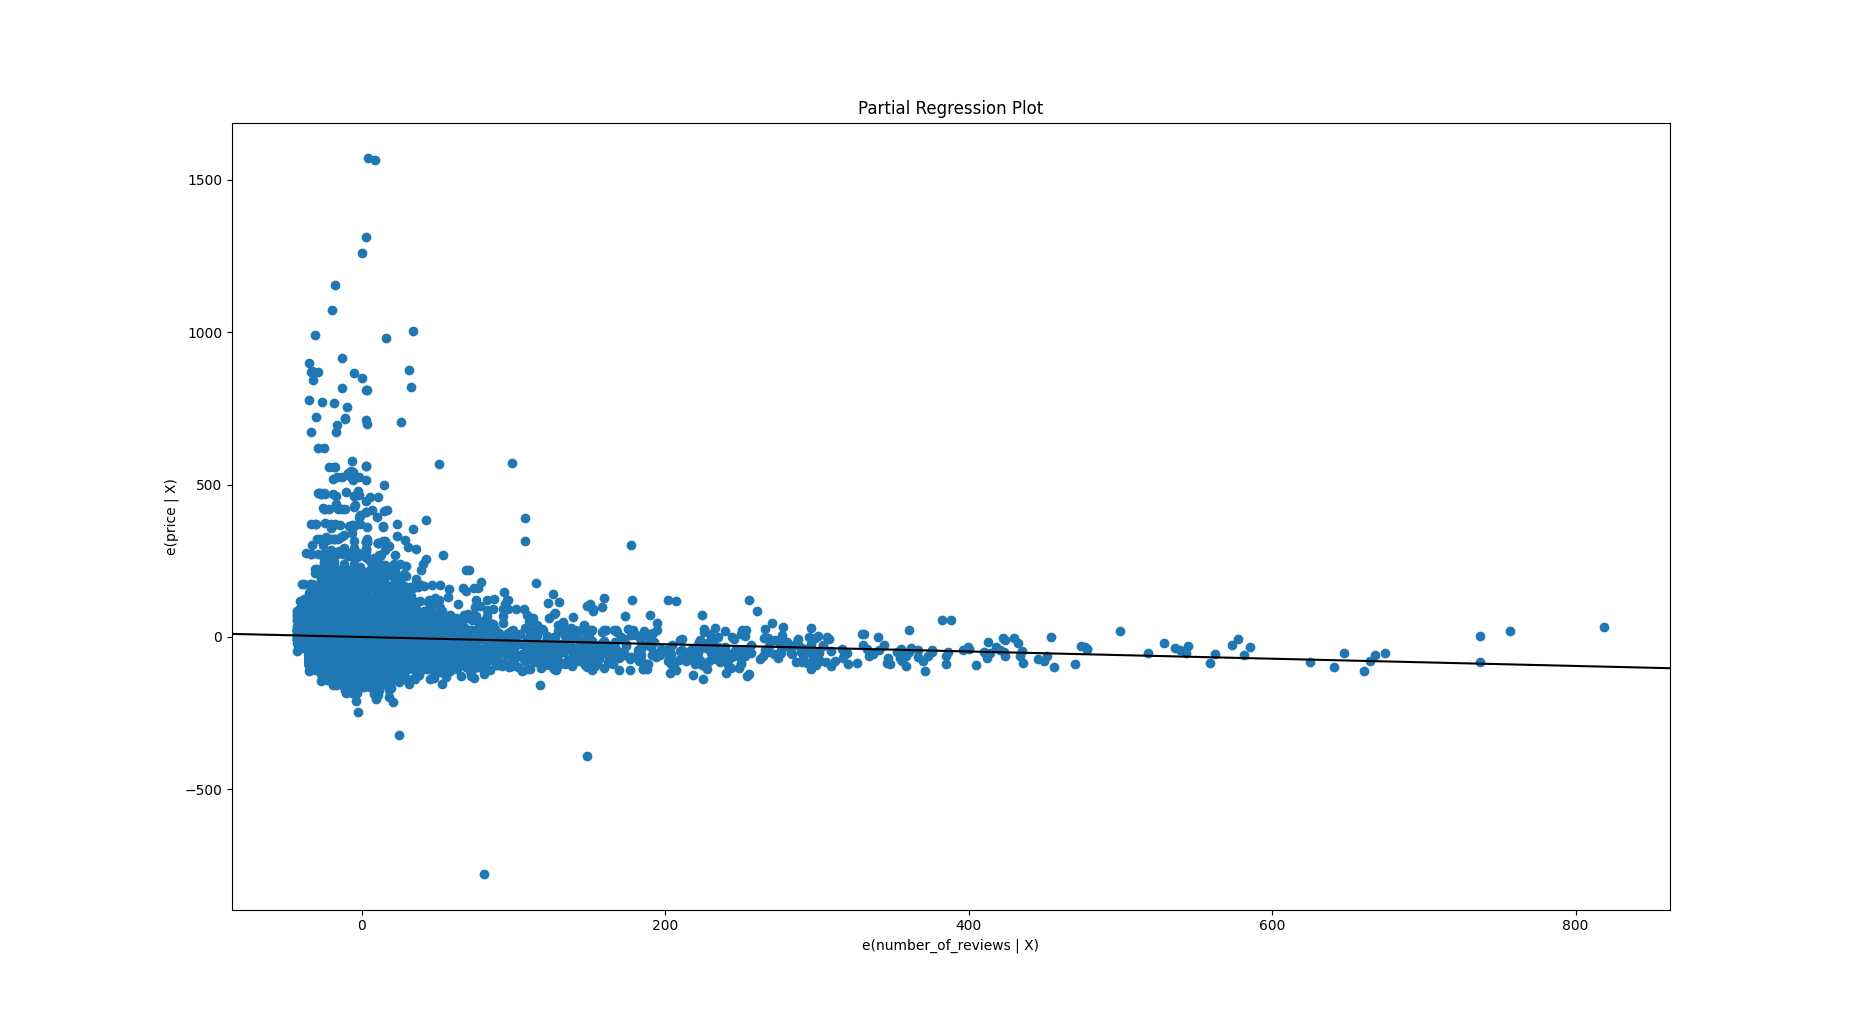 Partial Regression Plot
1500
1000
500
0
−500
e(price | X)
0 200 400 600 800
e(number_of_reviews | X)